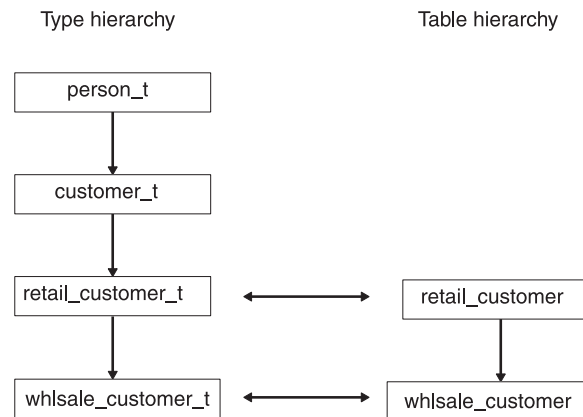 Type hierarchy
Table hierarchy
person_t
customer_t
retail_customer_t
retail_customer
whlsale_customer_t
whlsale_customer